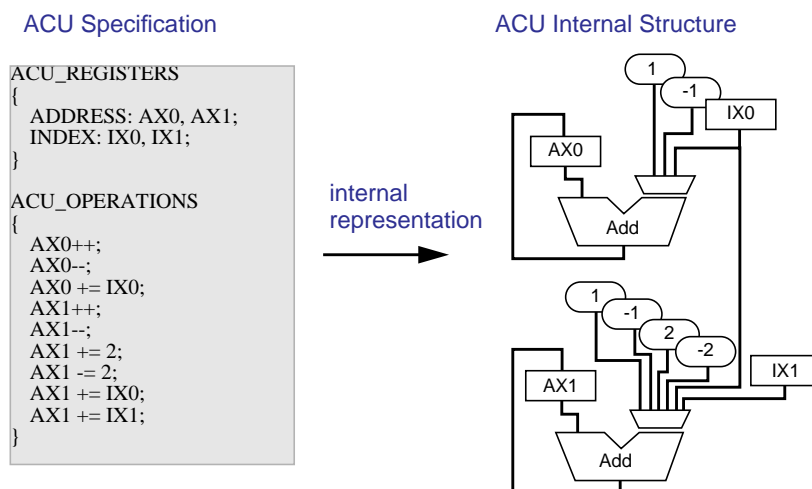 ACU Specification
ACU_REGISTERS
{
ADDRESS: AX0, AX1;
INDEX: IX0, IX1;
}
ACU_OPERATIONS
{
AX0++;
AX0--;
AX0 += IX0;
AX1++;
AX1--;
AX1 += 2;
AX1 -= 2;
AX1 += IX0;
AX1 += IX1;
}
internal
representation
ACU Internal Structure
1
-1
IX0
AX0
Add
1
-1
2
-2
IX1
AX1
Add